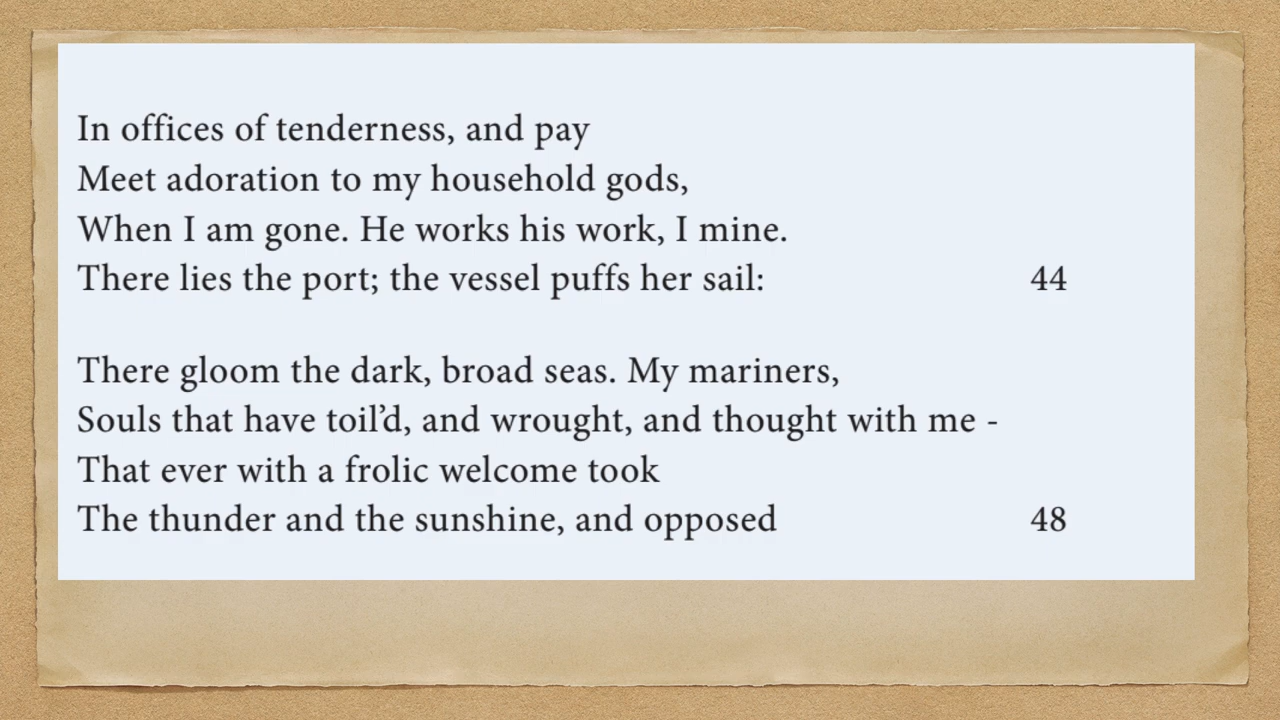 In offices of tenderness, and pay
Meet adoration to my household gods,
When I am gone. He works his work, I mine.
There lies the port; the vessel puffs her sail: 44
There gloom the dark, broad seas. My mariners,
Souls that have toil’d, and wrought, and thought with me -
That ever with a frolic welcome took
The thunder and the sunshine, and opposed 48